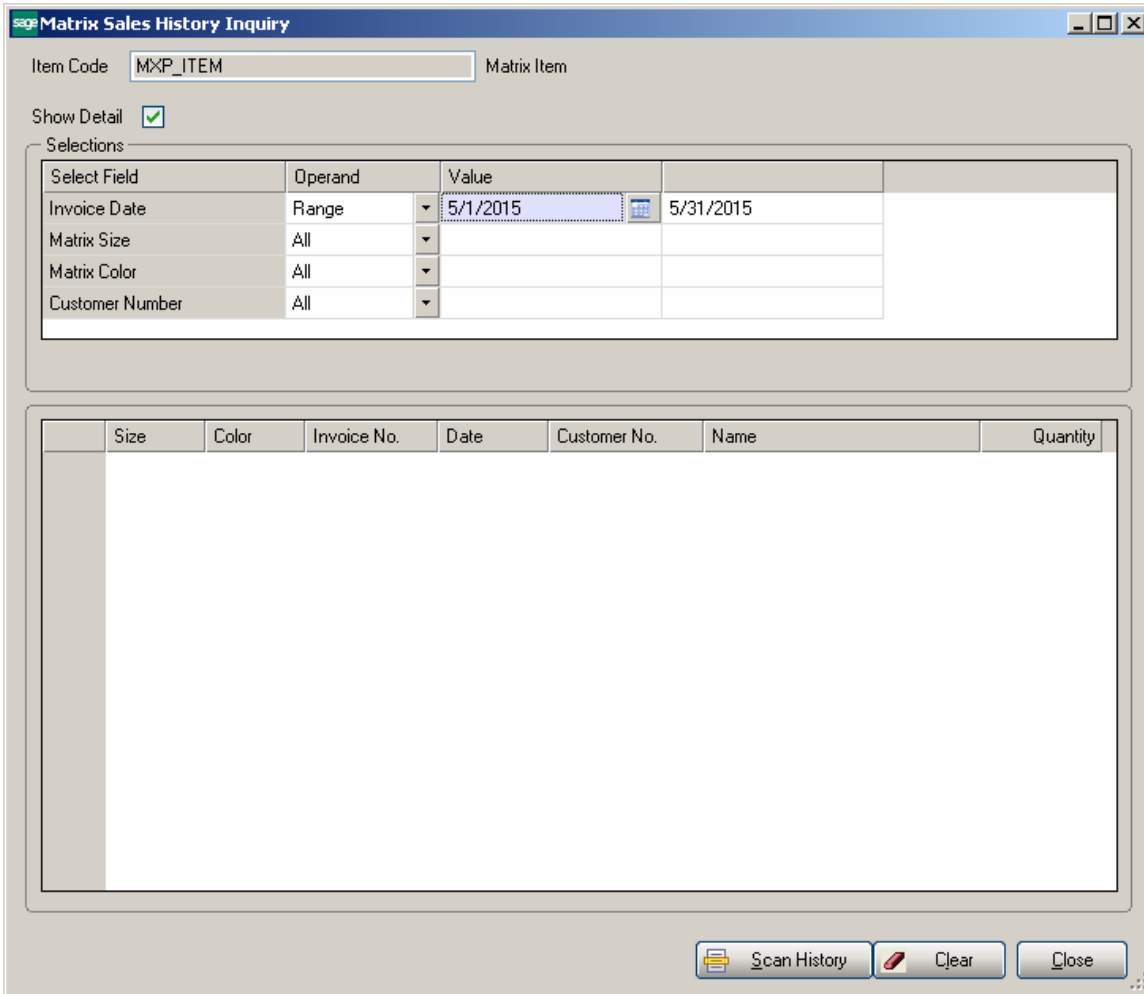 sage Matrix Sales History Inquiry
Item Code MXP_ITEM Matrix Item
Show Detail
Selections
Select Field Operand Value
Invoice Date Range 5/1/2015 5/31/2015
Matrix Size All
Matrix Color All
Customer Number All
Size Color Invoice No. Date Customer No. Name Quantity
Scan History Clear Close